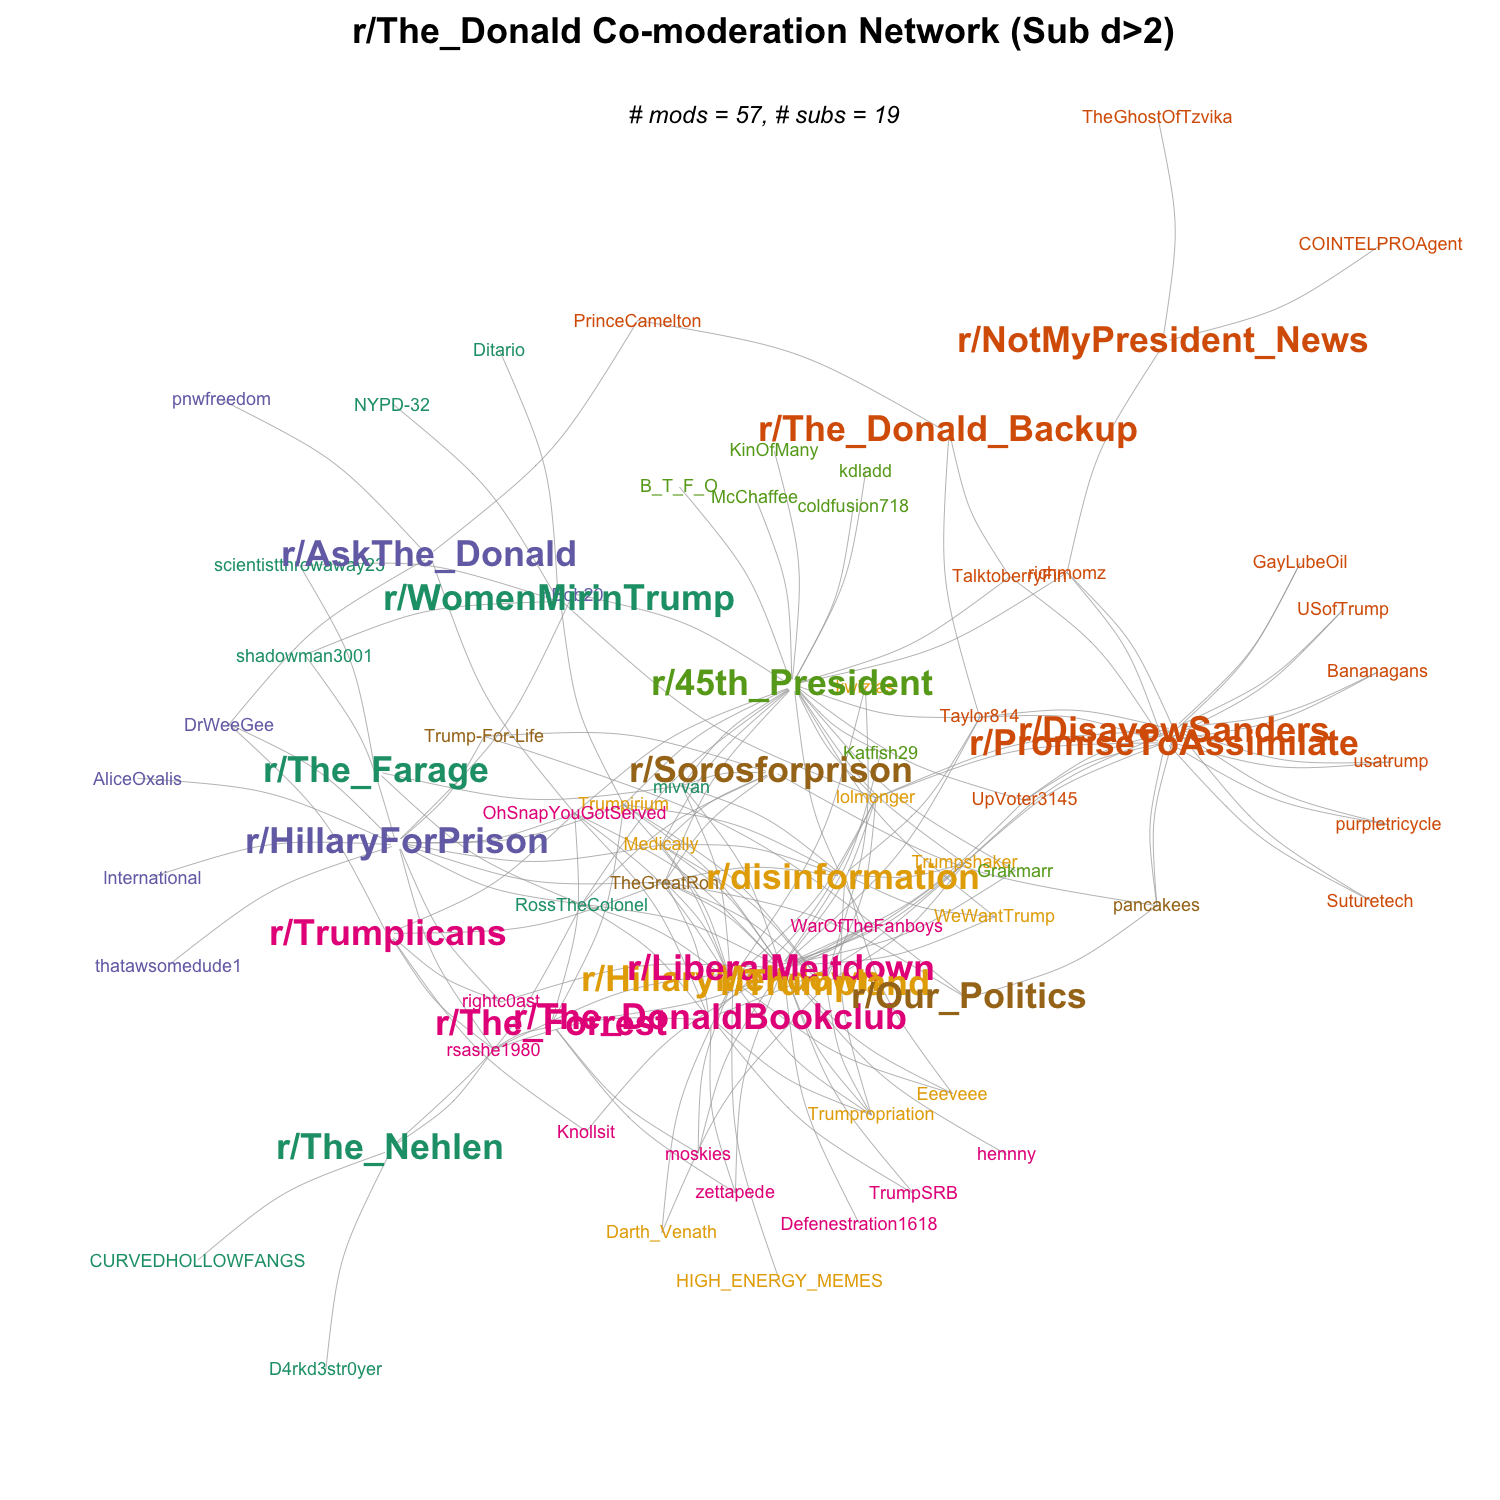 r/The_Donald Co-moderation Network (Sub d>2)
# mods = 57, # subs = 19
TheGhostOfTzvika
COINTELPROAgent
PrinceCamelton
r/NotMyPresident_News
Ditario
pnwfreedom
NYPD-32
r/The_Donald_Backup
KinOfMany
kdladd
B_T_F_O
McChaffee
coldfusion718
r/AskThe_Donald
scientistthrowaway23
GayLubeOil
TalktoberryFin
richmomz
r/WomenMirinTrump
USofTrump
shadowman3001
Bananagans
r/45th_President
Taylor814
DrWeeGee
r/DisavowSanders
Trump-For-Life
r/PromiseToAssimilate
Katfish29
usatrump
r/The_Farage
r/Sorosforprison
AliceOxalis
mivvan
lolmonger
UpVoter3145
Trumpirium
OhSnapYouGotServed
purpletricycle
r/HillaryForPrison
Medically
Trumpshaker
Grakmarr
International
r/disinformation
TheGreatRon
Suturetech
RossTheColonel
pancakees
WeWantTrump
WarOfTheFanboys
r/Trumplicans
thatawsomedude1
r/LiberalMeltdown
r/Our_Politics
rightc0ast
r/The_DonaldBookclub
r/The_Forrest
rsashe1980
Eeeveee
Trumpropriation
Knollsit
r/The_Nehlen
moskies
hennny
zettapede
TrumpSRB
Defenestration1618
Darth_Venath
CURVEDHOLLOWFANGS
HIGH_ENERGY_MEMES
D4rkd3str0yer